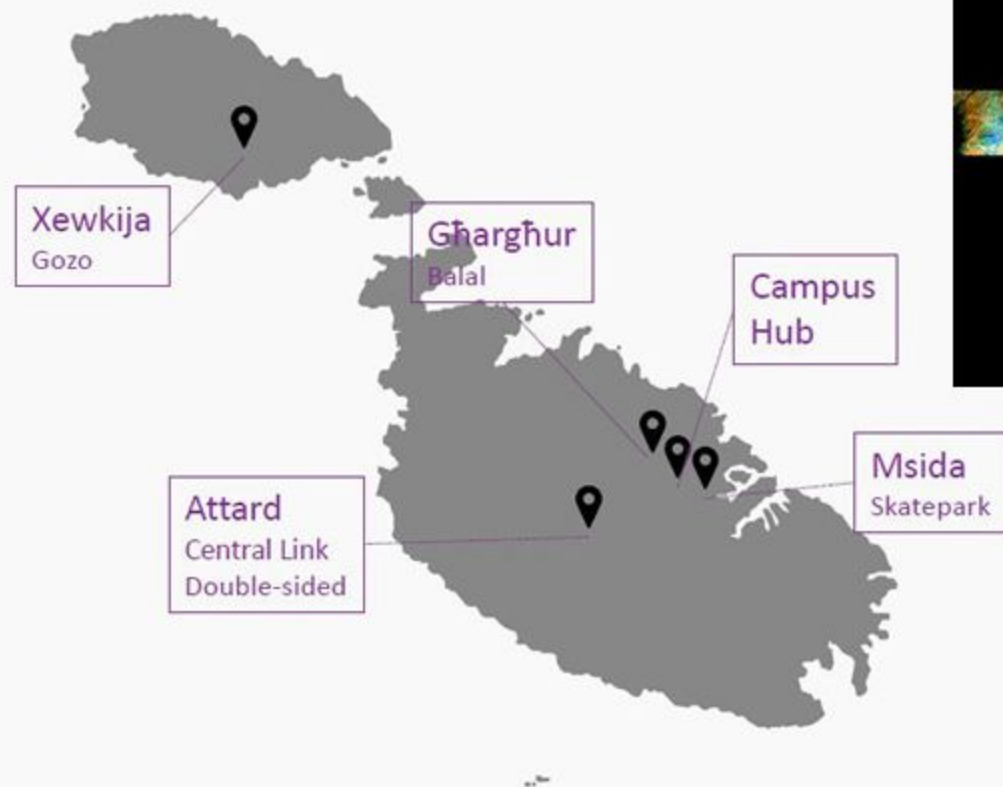 Xewkija
Gozo
Għargħur
Balal
Campus
Hub
Msida
Skatepark
Attard
Central Link
Double-sided